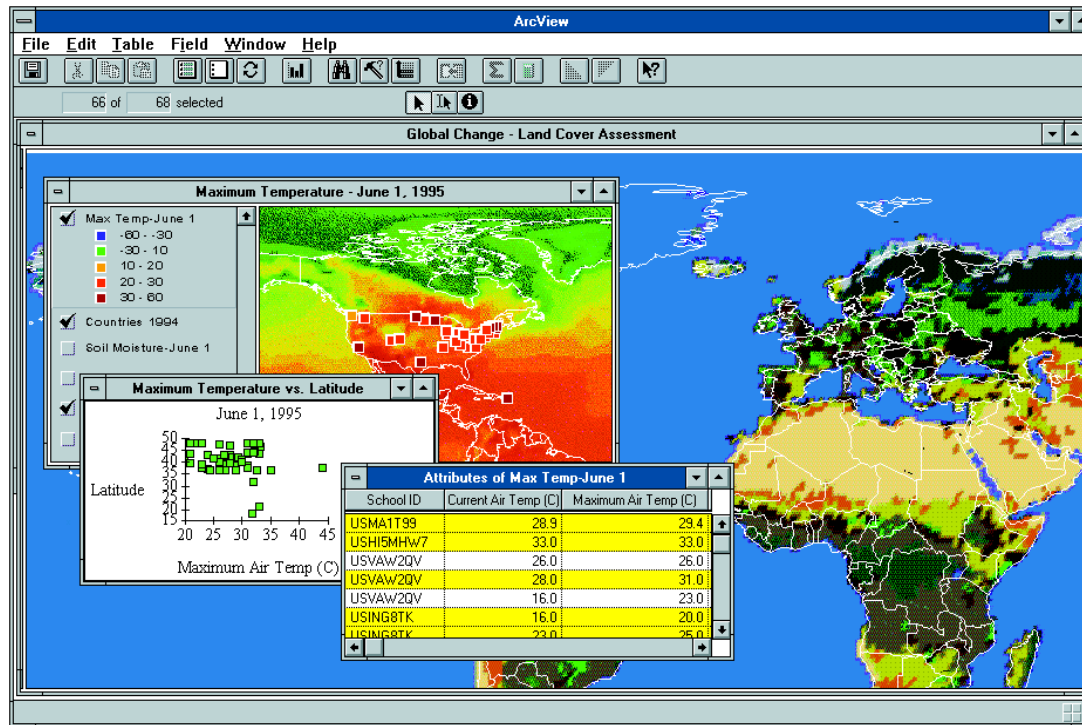 ArcView
File Edit Table Field Window Help
66 of 68 selected
Global Change - Land Cover Assessment
Maximum Temperature - June 1, 1995
Max Temp-June 1
-60 - -30
-30 - 10
10 - 20
20 - 30
30 - 60
Countries 1994
Soil Moisture-June 1
Maximum Temperature vs. Latitude
June 1, 1995
50
45
40
35
30
25
20
15
Latitude
20 25 30 35 40 45
Maximum Air Temp (C)
Attributes of Max Temp-June 1
School ID Current Air Temp (C) Maximum Air Temp (C)
USMA1T99 28.9 29.4
USHI5MHW7 33.0 33.0
USVAW2QV 26.0 26.0
USVAW2QV 28.0 31.0
USVAW2QV 16.0 23.0
USING8TK 16.0 20.0
USING8TK 23.0 25.0